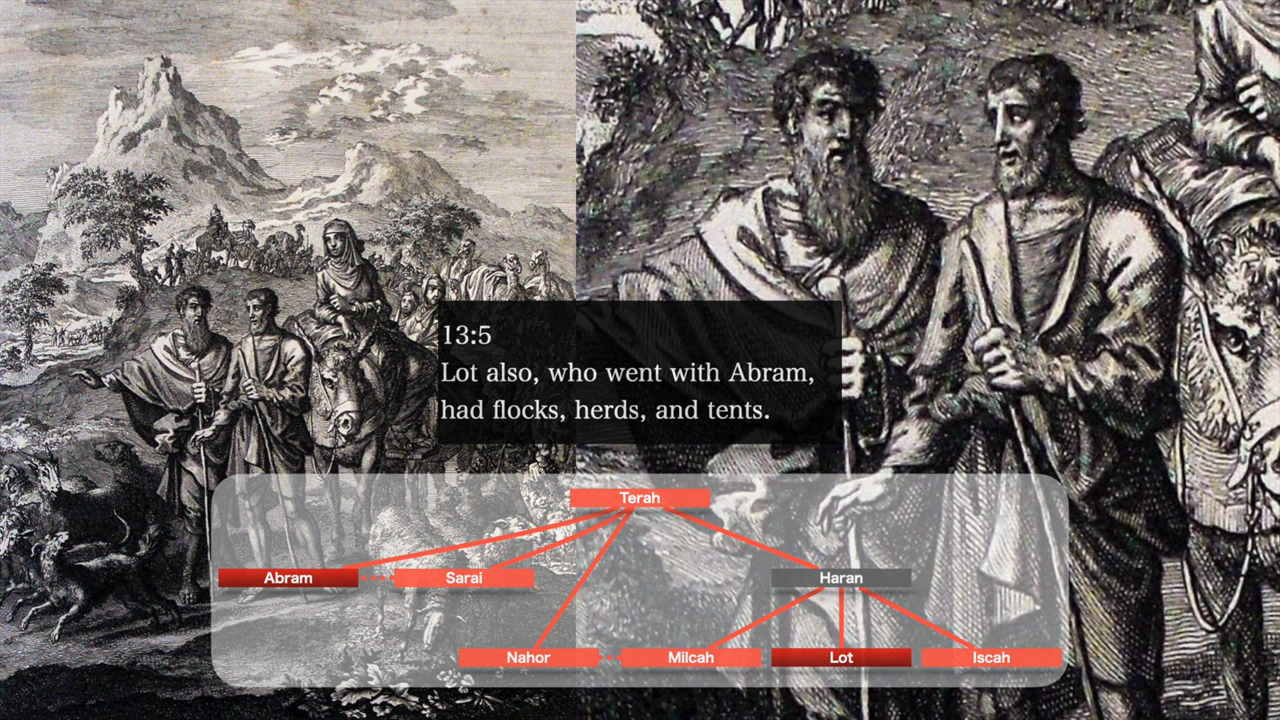 13:5
Lot also, who went with Abram,
had flocks, herds, and tents.
Terah
Abram
Sarai
Haran
Nahor
Milcah
Lot
Iscah